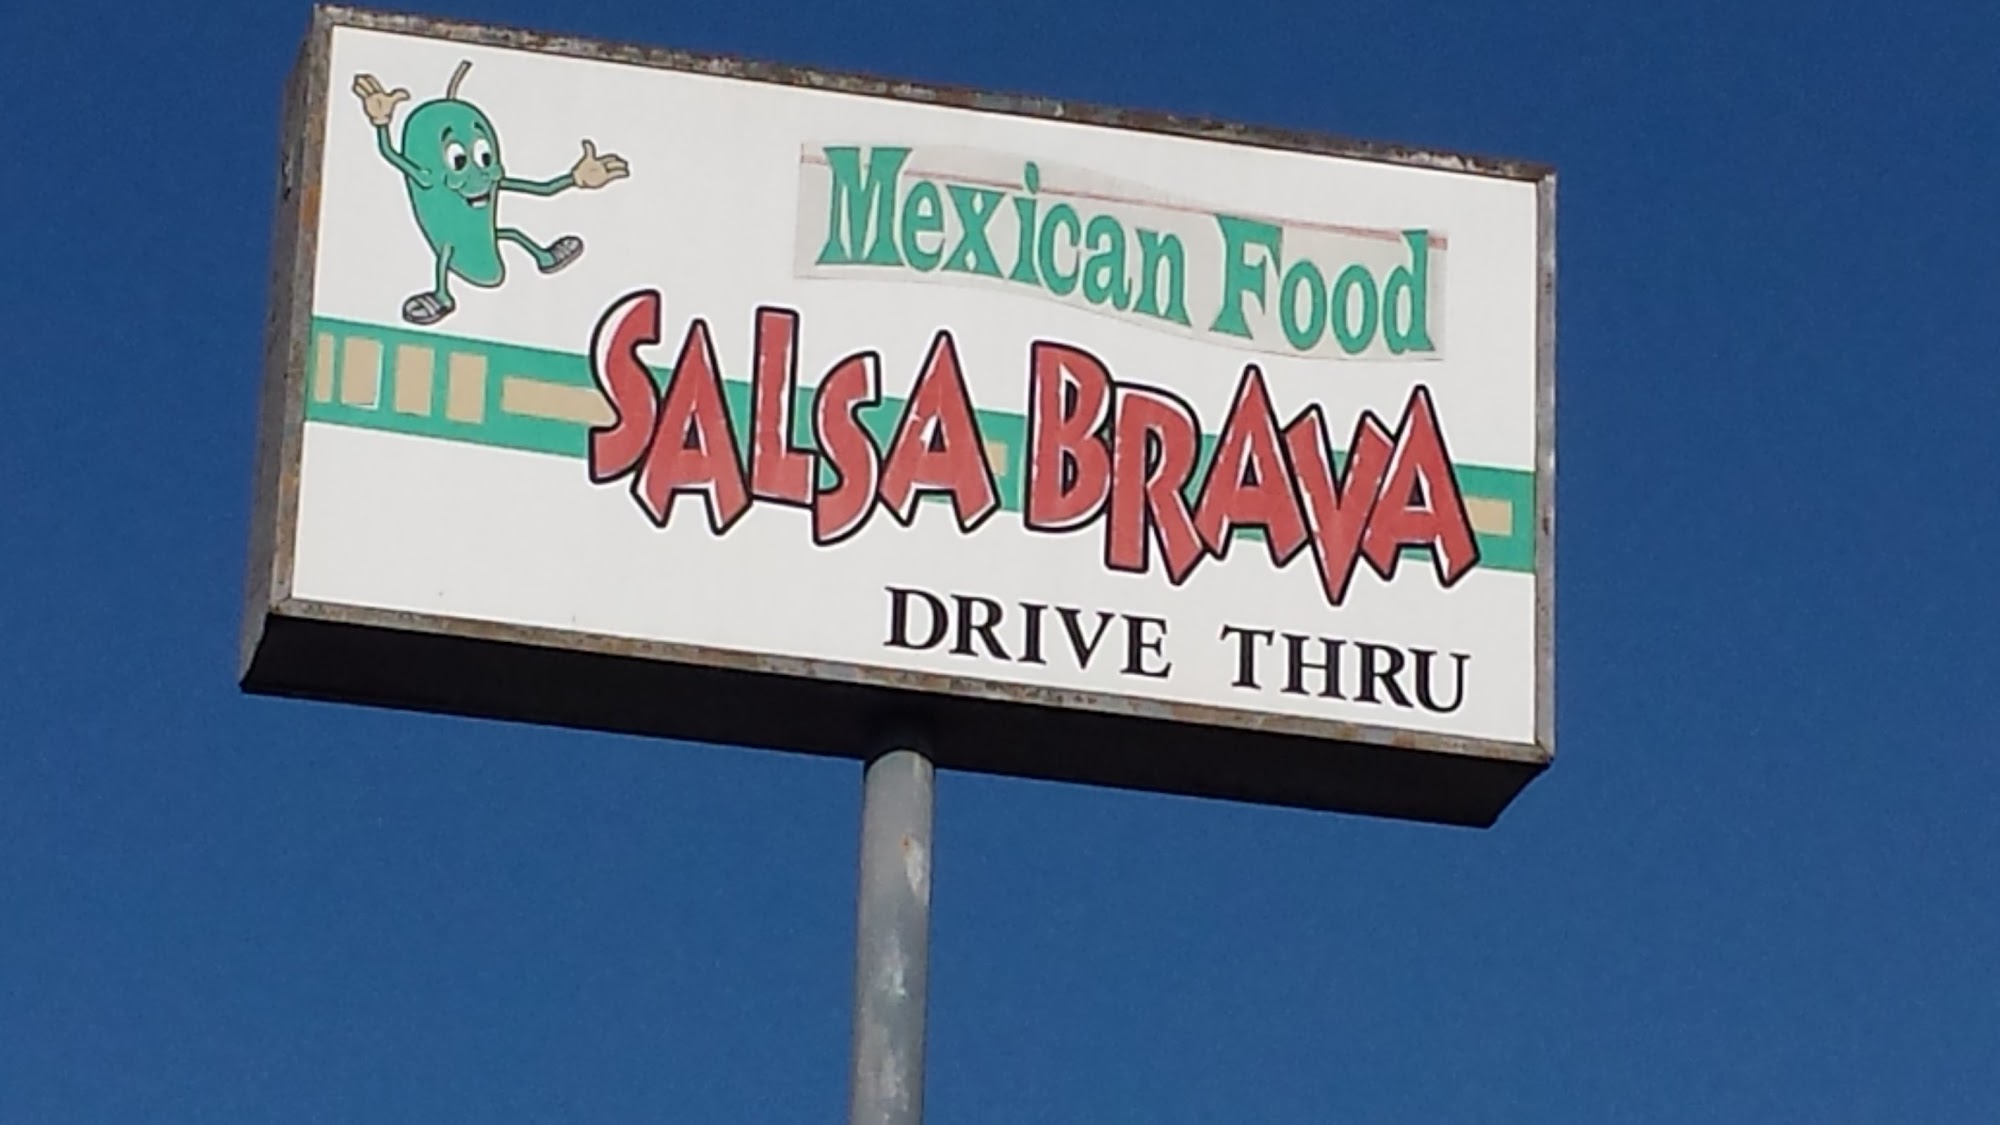 Mexican Food
SALSA BRAVA
DRIVE THRU